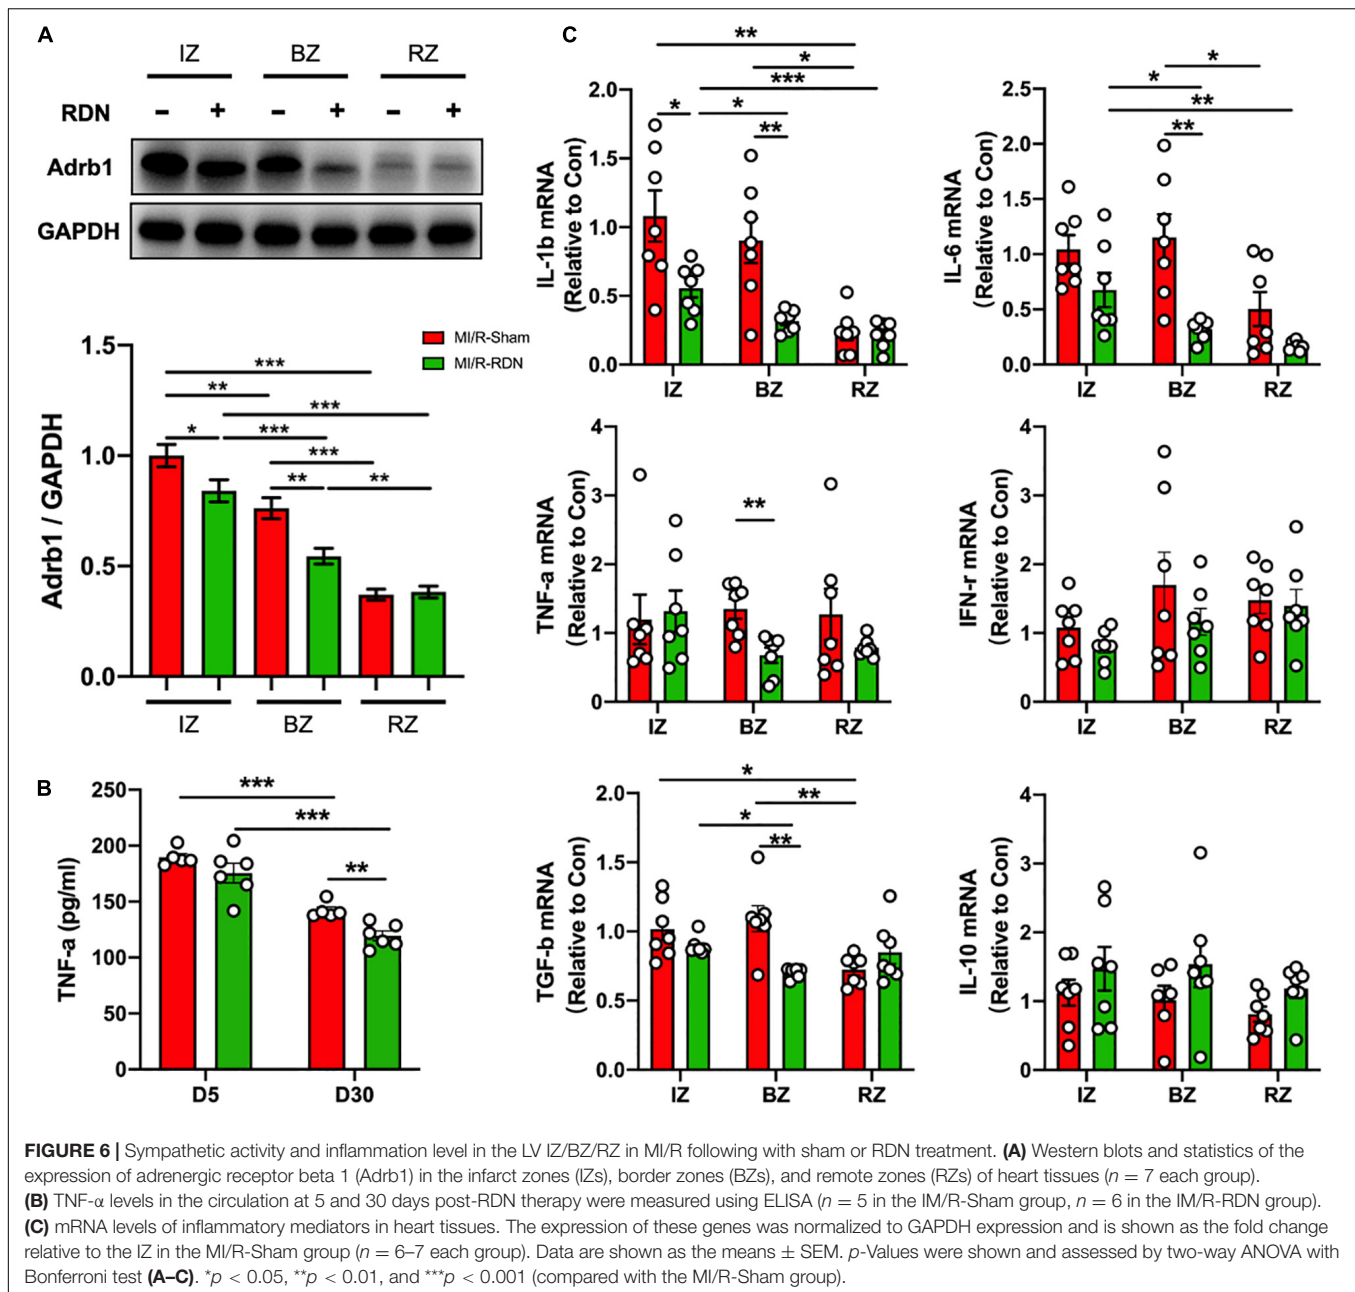 A
IZ BZ RZ
RDN − + − + − +
Adrb1
GAPDH
MI/R-Sham
MI/R-RDN
Adrb1 / GAPDH
1.5
1.0
0.5
0.0
***
**
***
* ***
***
** **
IZ BZ RZ
B
TNF-a (pg/ml)
250
200
150
100
50
0
***
***
**
D5 D30
C
IL-1b mRNA
(Relative to Con)
2.0
1.5
1.0
0.5
0.0
**
*
***
* *
**
IZ BZ RZ
IL-6 mRNA
(Relative to Con)
2.5
2.0
1.5
1.0
0.5
0.0
*
*
**
**
IZ BZ RZ
TNF-a mRNA
(Relative to Con)
4
3
2
1
0
**
IZ BZ RZ
IFN-r mRNA
(Relative to Con)
4
3
2
1
0
IZ BZ RZ
TGF-b mRNA
(Relative to Con)
2.0
1.5
1.0
0.5
0.0
*
**
*
**
IZ BZ RZ
IL-10 mRNA
(Relative to Con)
4
3
2
1
0
IZ BZ RZ
FIGURE 6 | Sympathetic activity and inflammation level in the LV IZ/BZ/RZ in MI/R following with sham or RDN treatment. (A) Western blots and statistics of the
expression of adrenergic receptor beta 1 (Adrb1) in the infarct zones (IZs), border zones (BZs), and remote zones (RZs) of heart tissues (n = 7 each group).
(B) TNF-α levels in the circulation at 5 and 30 days post-RDN therapy were measured using ELISA (n = 5 in the IM/R-Sham group, n = 6 in the IM/R-RDN group).
(C) mRNA levels of inflammatory mediators in heart tissues. The expression of these genes was normalized to GAPDH expression and is shown as the fold change
relative to the IZ in the MI/R-Sham group (n = 6–7 each group). Data are shown as the means ± SEM. p-Values were shown and assessed by two-way ANOVA with
Bonferroni test (A–C). *p < 0.05, **p < 0.01, and ***p < 0.001 (compared with the MI/R-Sham group).